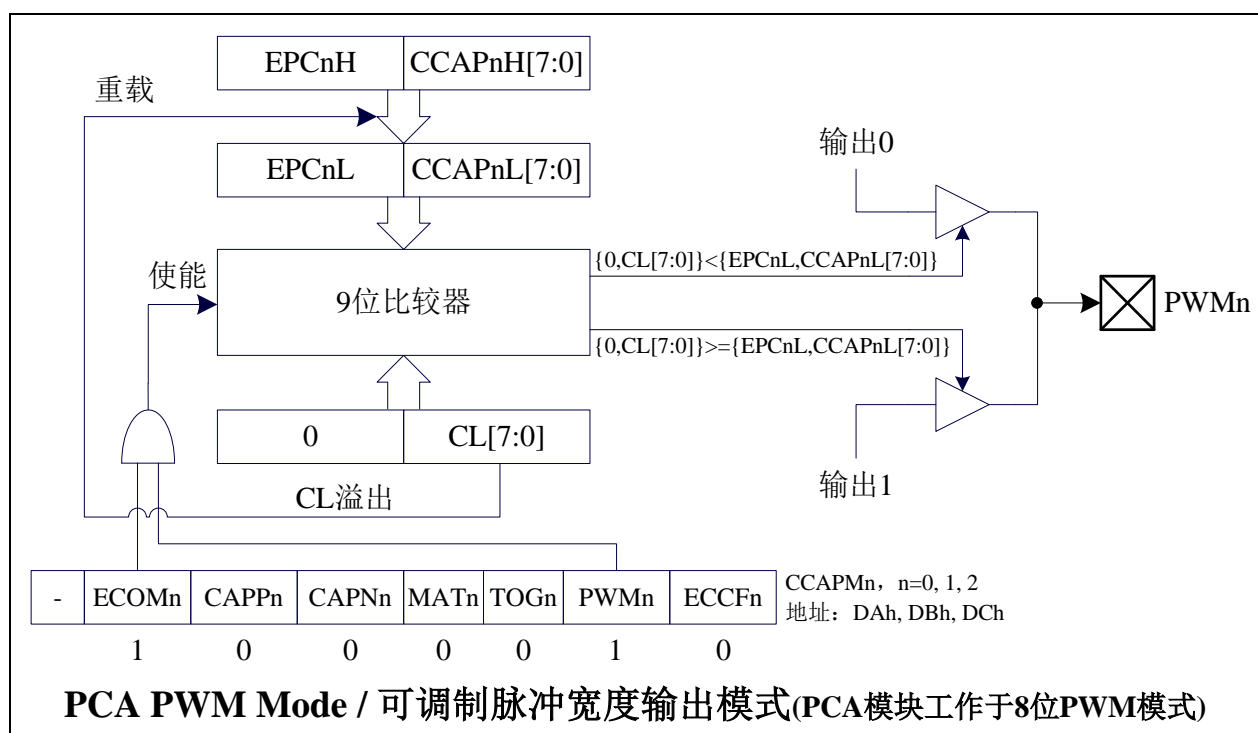 EPCnH CCAPnH[7:0]
重载
EPCnL CCAPnL[7:0]
输出0
使能
9位比较器
{0,CL[7:0]}<{EPCnL,CCAPnL[7:0]}
{0,CL[7:0]}>={EPCnL,CCAPnL[7:0]}
PWMn
0 CL[7:0]
CL溢出
输出1
- ECOMn CAPPn CAPNn MATn TOGn PWMn ECCFn
CCAPMn，n=0, 1, 2
地址：DAh, DBh, DCh
1 0 0 0 0 1 0
PCA PWM Mode / 可调制脉冲宽度输出模式(PCA模块工作于8位PWM模式)